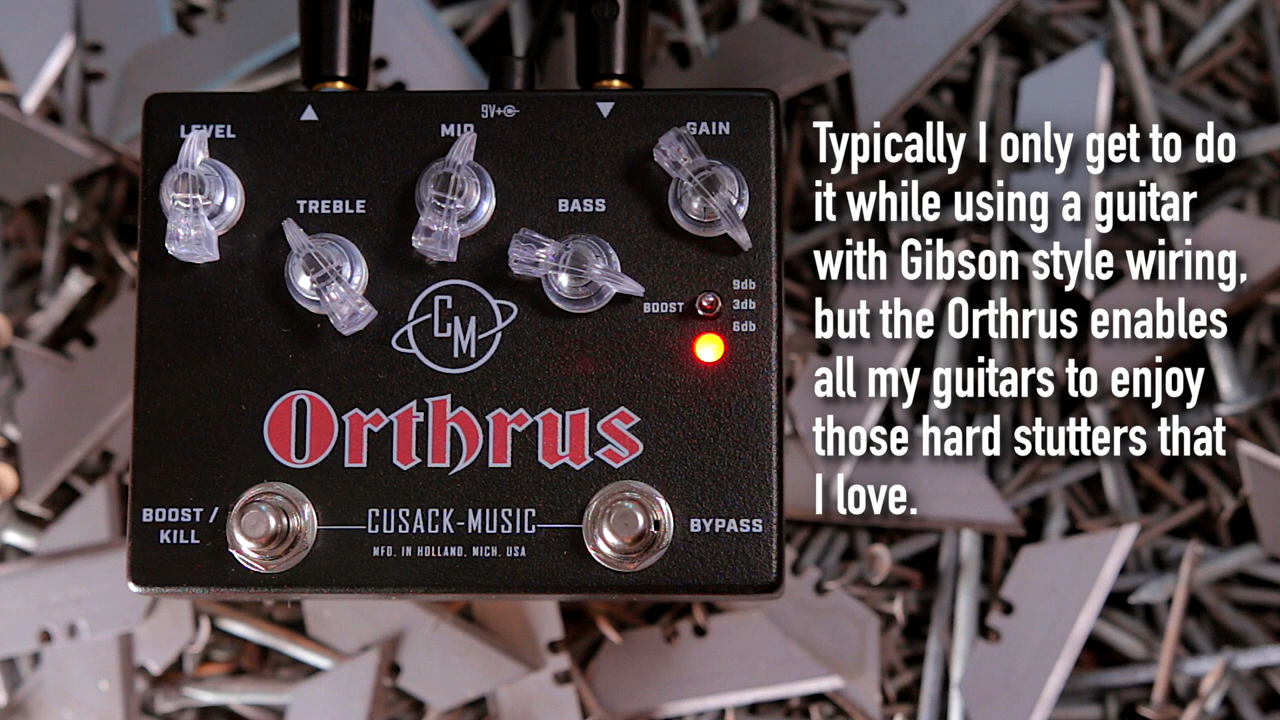 9V+
LEVEL
MID
GAIN
TREBLE
BASS
9db
BOOST
3db
6db
CM
Orthrus
BOOST /
KILL
CUSACK-MUSIC
BYPASS
MFD. IN HOLLAND, MICH. USA
Typically I only get to do
it while using a guitar
with Gibson style wiring,
but the Orthrus enables
all my guitars to enjoy
those hard stutters that
I love.